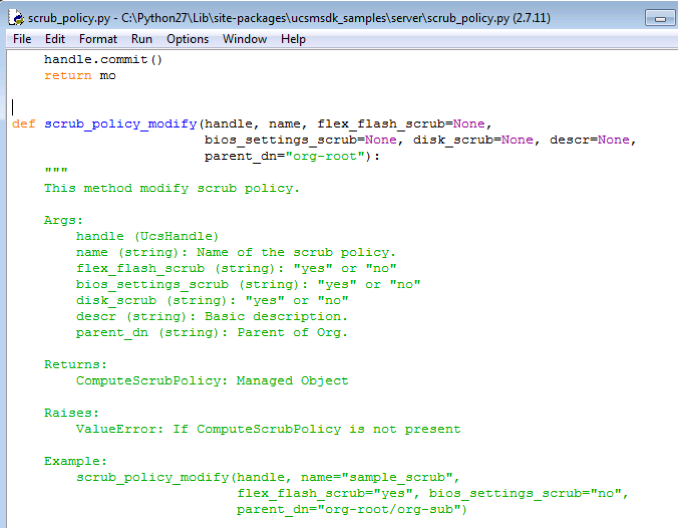 scrub_policy.py - C:\Python27\Lib\site-packages\ucsmsdk_samples\server\scrub_policy.py (2.7.11)
File Edit Format Run Options Window Help
    handle.commit()
    return mo

def scrub_policy_modify(handle, name, flex_flash_scrub=None,
                        bios_settings_scrub=None, disk_scrub=None, descr=None,
                        parent_dn="org-root"):
    """
    This method modify scrub policy.

    Args:
        handle (UcsHandle)
        name (string): Name of the scrub policy.
        flex_flash_scrub (string): "yes" or "no"
        bios_settings_scrub (string): "yes" or "no"
        disk_scrub (string): "yes" or "no"
        descr (string): Basic description.
        parent_dn (string): Parent of Org.

    Returns:
        ComputeScrubPolicy: Managed Object

    Raises:
        ValueError: If ComputeScrubPolicy is not present

    Example:
        scrub_policy_modify(handle, name="sample_scrub",
                            flex_flash_scrub="yes", bios_settings_scrub="no",
                            parent_dn="org-root/org-sub")